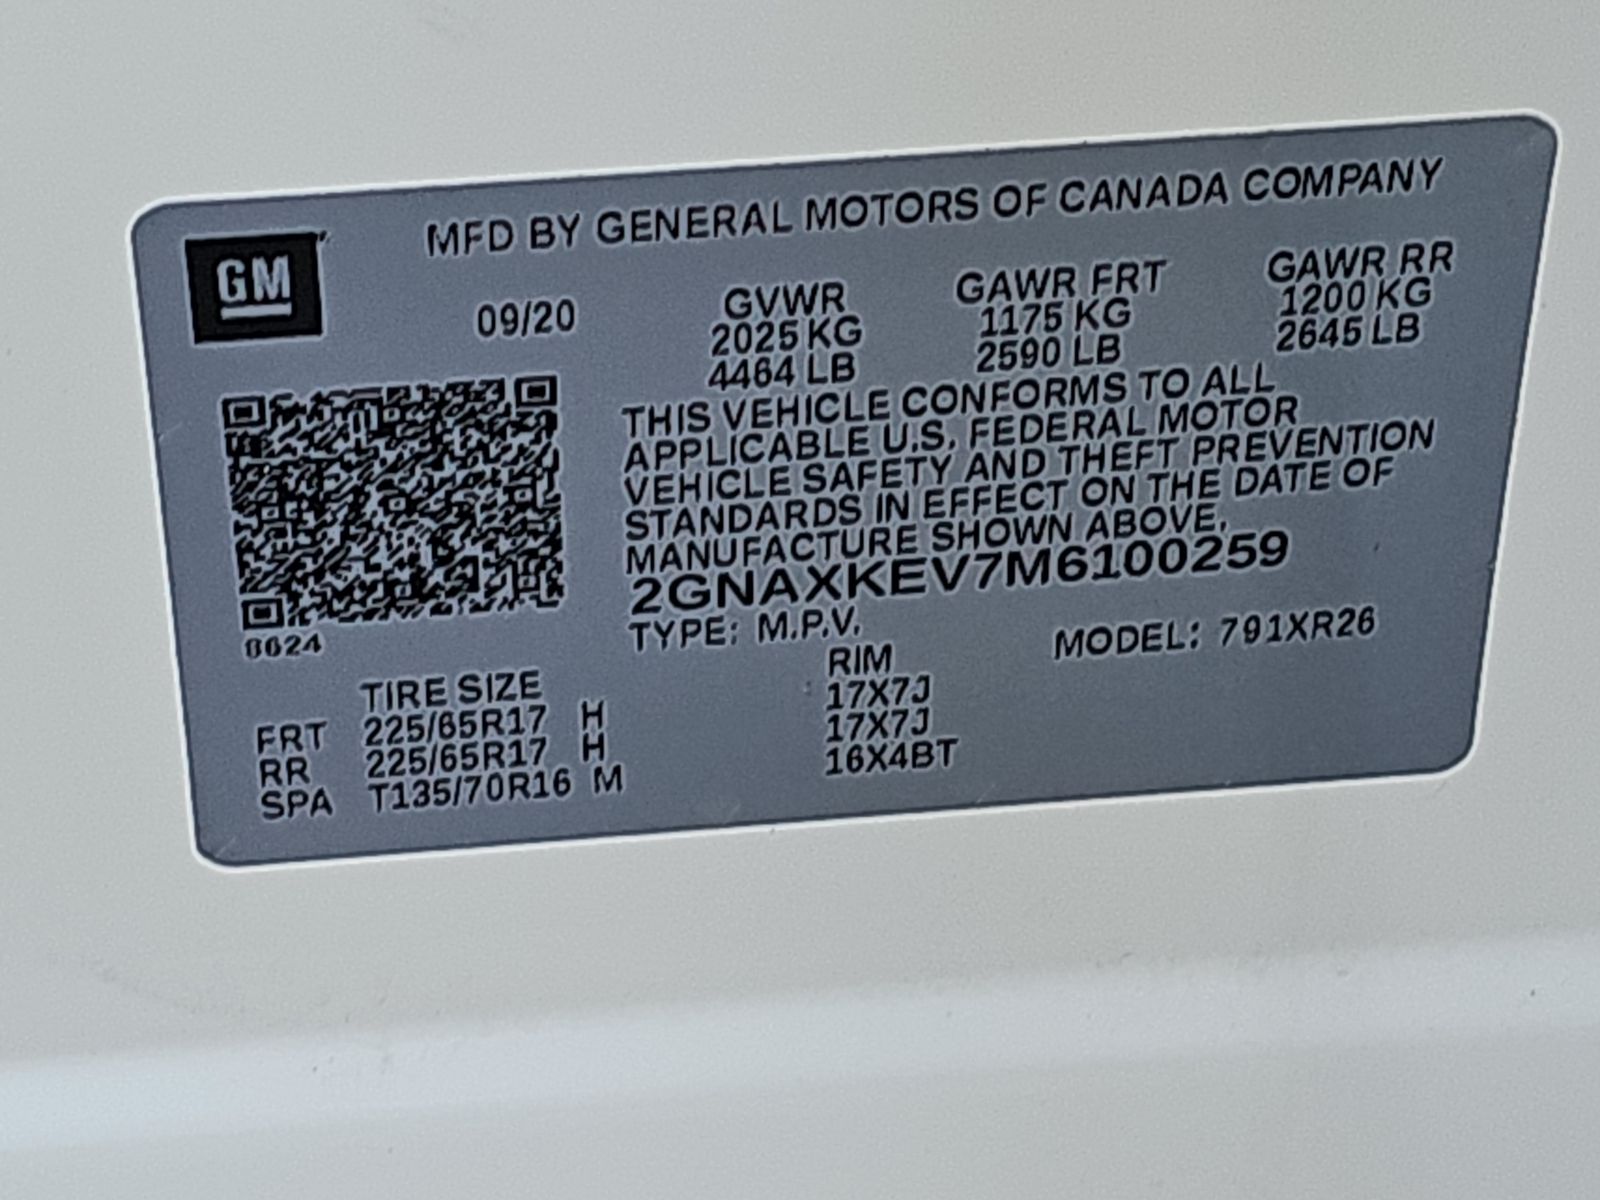 MFD BY GENERAL MOTORS OF CANADA COMPANY
GM
09/20
GVWR
2025 KG
4464 LB
GAWR FRT
1175 KG
2590 LB
GAWR RR
1200 KG
2645 LB
THIS VEHICLE CONFORMS TO ALL
APPLICABLE U.S. FEDERAL MOTOR
VEHICLE SAFETY AND THEFT PREVENTION
STANDARDS IN EFFECT ON THE DATE OF
MANUFACTURE SHOWN ABOVE.
2GNAXKEV7M6100259
TYPE: M.P.V. MODEL: 791XR26
8624
TIRE SIZE RIM
FRT 225/65R17 H 17X7J
RR 225/65R17 H 17X7J
SPA T135/70R16 M 16X4BT